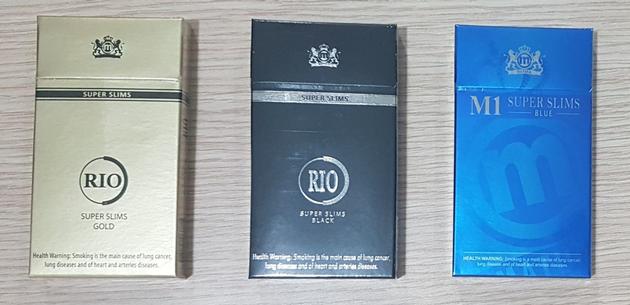 SUPER SLIMS
RIO
SUPER SLIMS
GOLD
Health Warning: Smoking is the main cause of lung cancer,
lung diseases and of heart and arteries diseases.
SUPER SLIMS
RIO
SUPER SLIMS
BLACK
Health Warning: Smoking is the main cause of lung cancer,
lung diseases and of heart and arteries diseases.
m
M1 SUPER SLIMS
BLUE
m
HEALTH WARNING: Smoking is the main cause of lung cancer,
lung diseases, and of heart and arteries diseases.